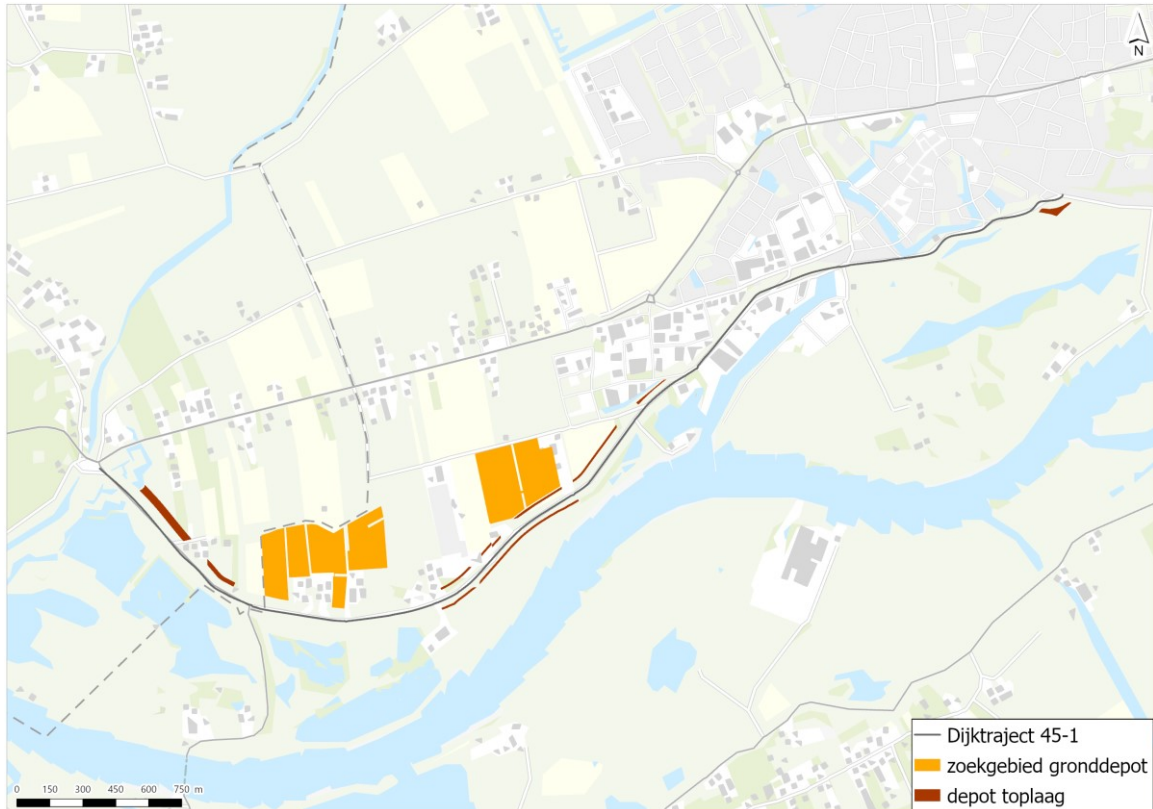 N
Dijktraject 45-1
zoekgebied gronddepot
depot toplaag
0 150 300 450 600 750 m